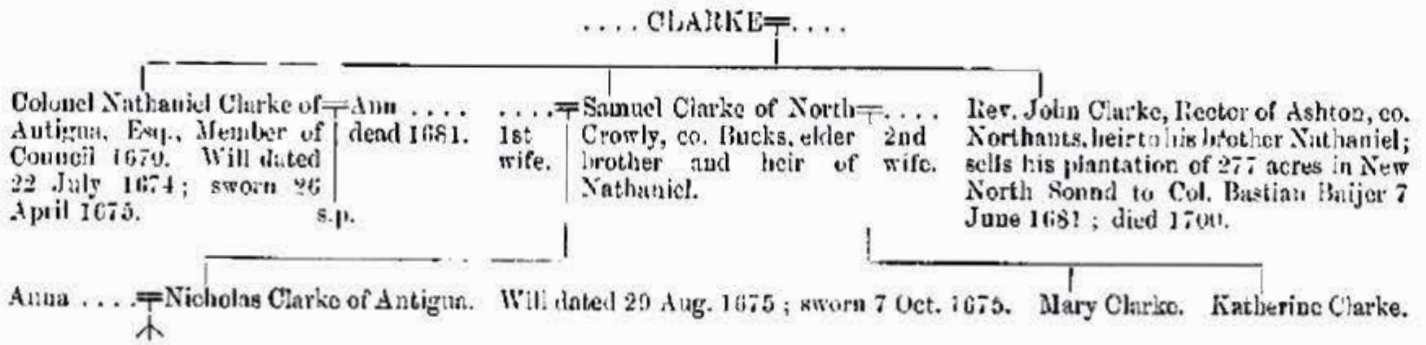 .... CLARKE=....
Colonel Nathaniel Clarke of
Antigua, Esq., Member of
Council 1670. Will dated
22 July 1674; sworn 26
April 1675.
=Ann ....
dead 1681.
s.p.
....
1st
wife.
=Samuel Clarke of North
Crowly, co. Bucks, elder
brother and heir of
Nathaniel.
=....
2nd
wife.
Rev. John Clarke, Rector of Ashton, co.
Northants, heir to his brother Nathaniel;
sells his plantation of 277 acres in New
North Sound to Col. Bastian Baijer 7
June 1681; died 1700.
Anna ....=Nicholas Clarke of Antigua. Will dated 29 Aug. 1675; sworn 7 Oct. 1675.
Mary Clarke.
Katherine Clarke.